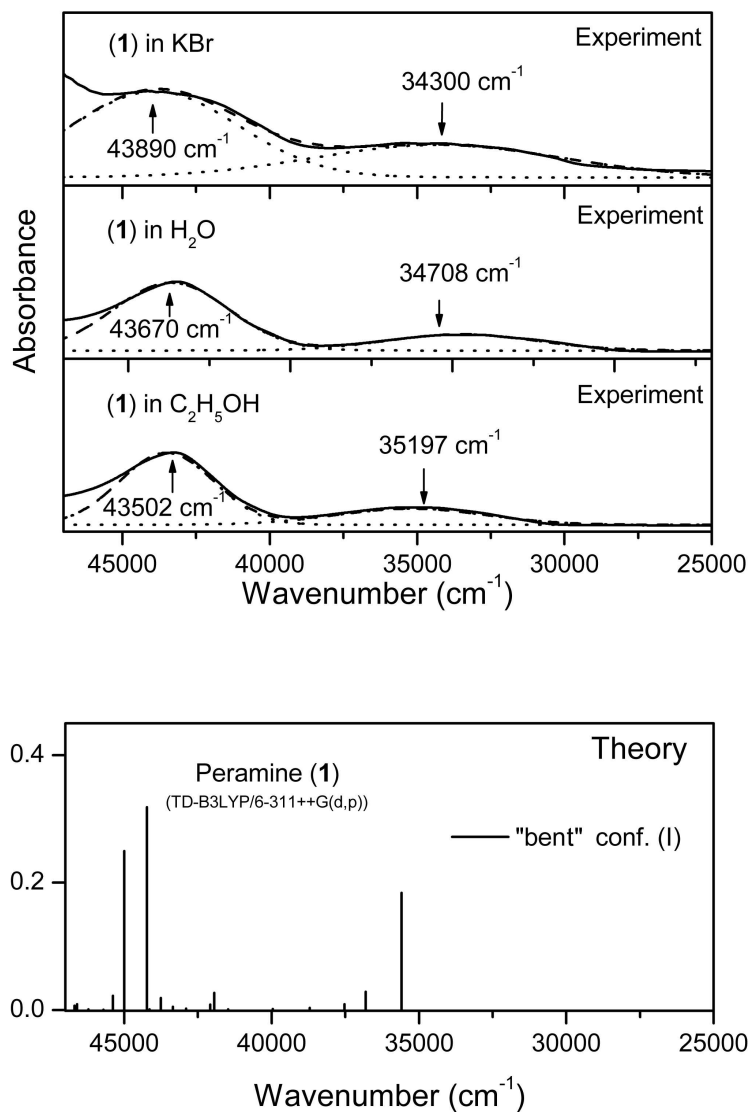 (1) in KBr
Experiment
34300 cm⁻¹
43890 cm⁻¹
(1) in H₂O
Experiment
34708 cm⁻¹
43670 cm⁻¹
(1) in C₂H₅OH
Experiment
35197 cm⁻¹
43502 cm⁻¹
Absorbance
45000 40000 35000 30000 25000
Wavenumber (cm⁻¹)
Theory
Peramine (1)
(TD-B3LYP/6-311++G(d,p))
"bent" conf. (I)
0.4
0.2
0.0
45000 40000 35000 30000 25000
Wavenumber (cm⁻¹)